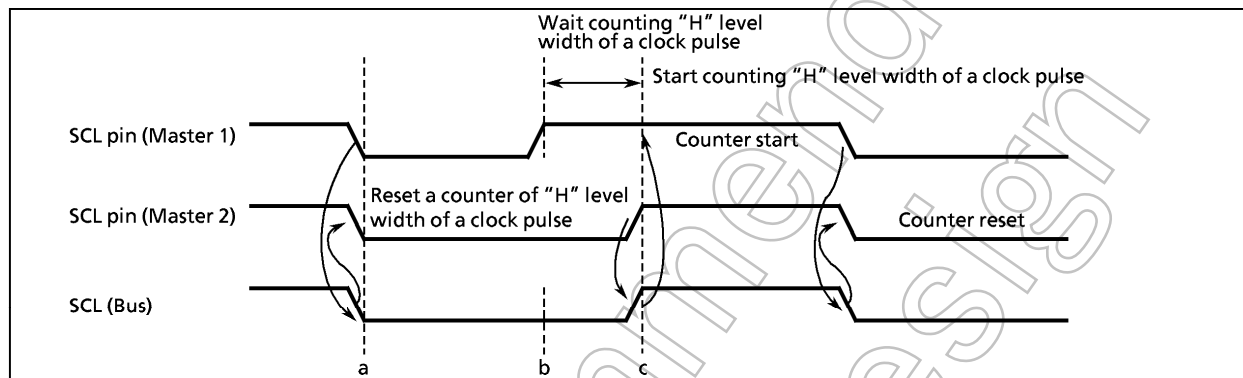 Wait counting “H” level
width of a clock pulse
Start counting “H” level width of a clock pulse
SCL pin (Master 1)
Counter start
Reset a counter of “H” level
width of a clock pulse
SCL pin (Master 2)
Counter reset
SCL (Bus)
a b c